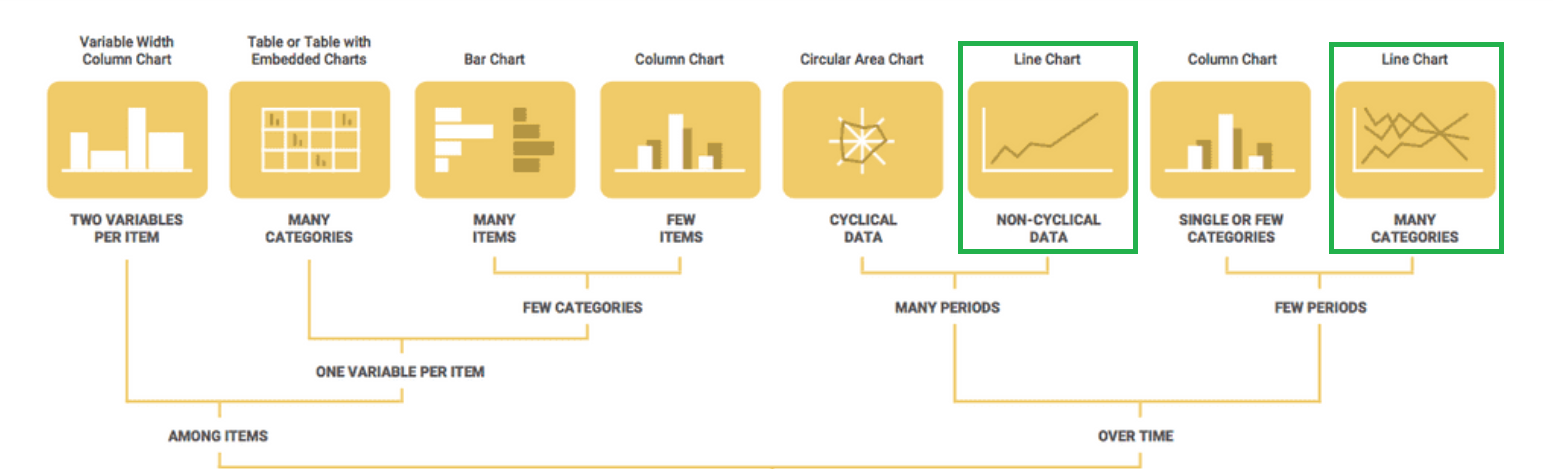 Variable Width
Column Chart
Table or Table with
Embedded Charts
Bar Chart
Column Chart
Circular Area Chart
Line Chart
Column Chart
Line Chart
TWO VARIABLES
PER ITEM
MANY
CATEGORIES
MANY
ITEMS
FEW
ITEMS
CYCLICAL
DATA
NON-CYCLICAL
DATA
SINGLE OR FEW
CATEGORIES
MANY
CATEGORIES
FEW CATEGORIES
MANY PERIODS
FEW PERIODS
ONE VARIABLE PER ITEM
AMONG ITEMS
OVER TIME